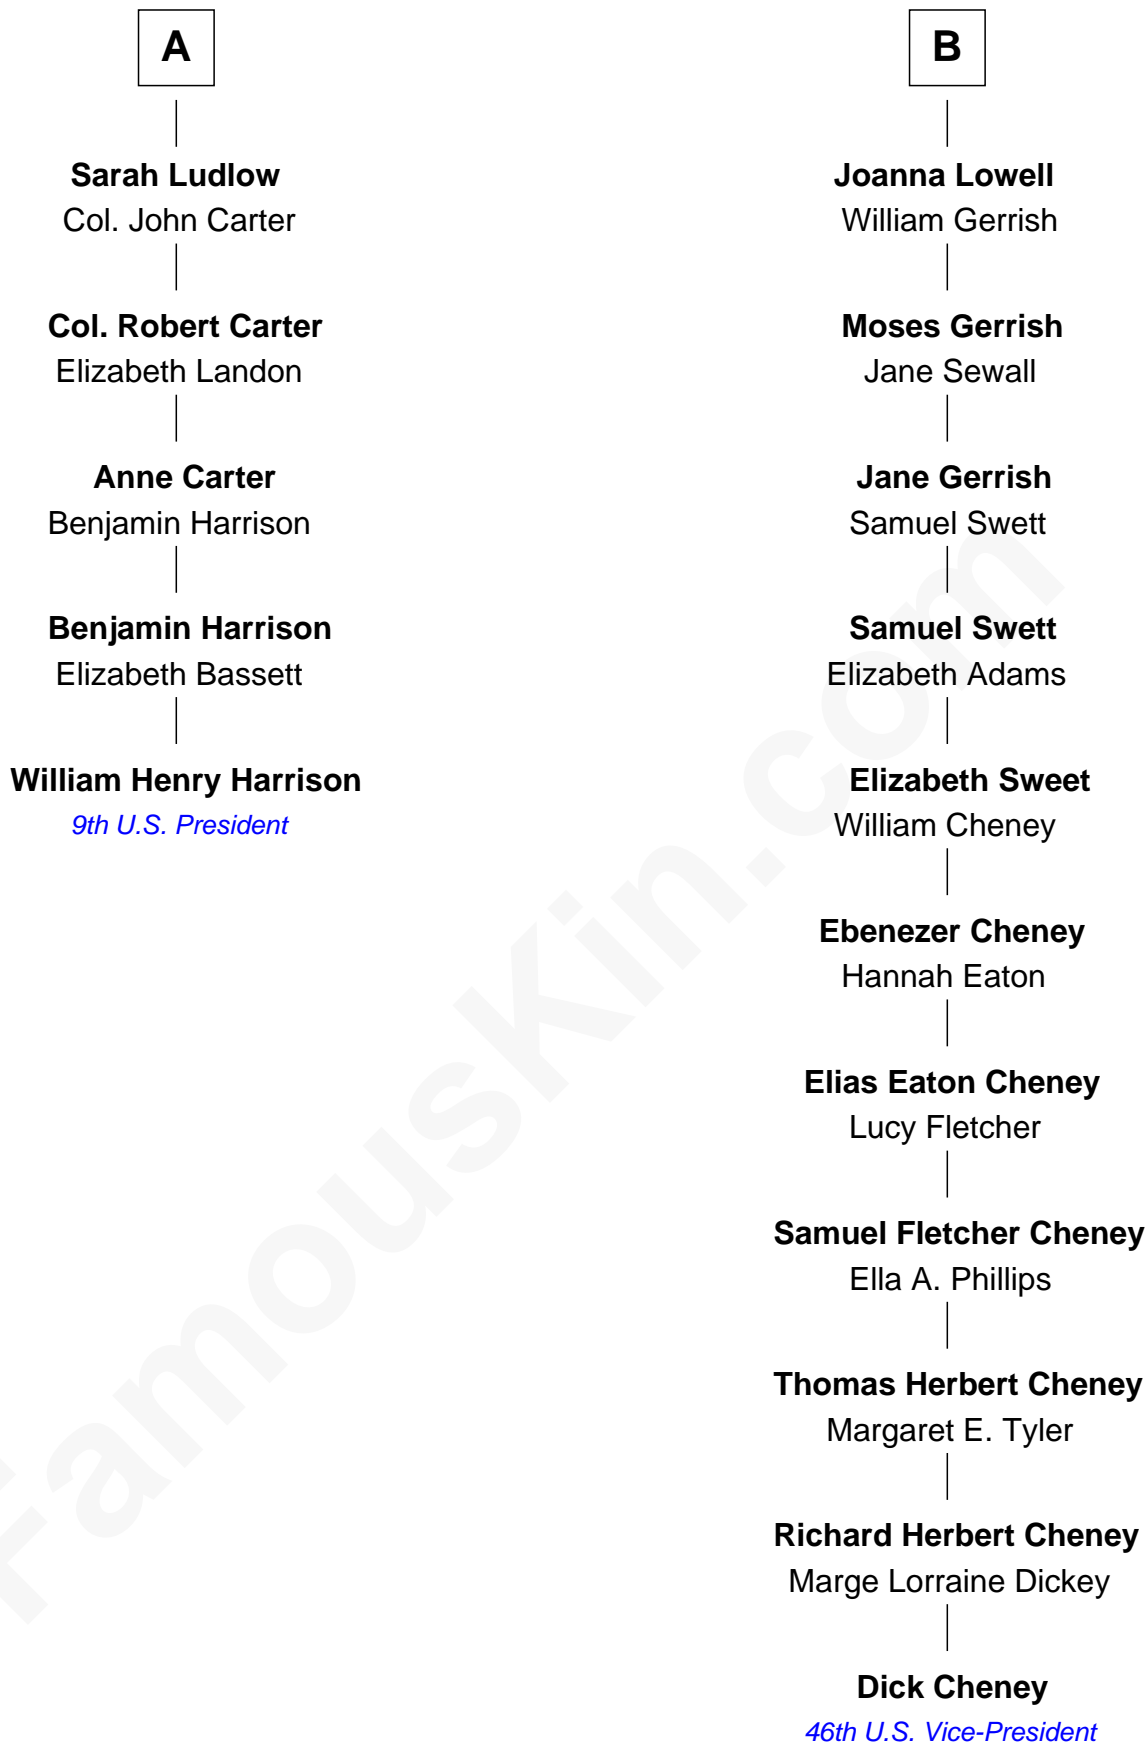 A
Sarah Ludlow
Col. John Carter
Col. Robert Carter
Elizabeth Landon
Anne Carter
Benjamin Harrison
Benjamin Harrison
Elizabeth Bassett
William Henry Harrison
9th U.S. President
B
Joanna Lowell
William Gerrish
Moses Gerrish
Jane Sewall
Jane Gerrish
Samuel Swett
Samuel Swett
Elizabeth Adams
Elizabeth Sweet
William Cheney
Ebenezer Cheney
Hannah Eaton
Elias Eaton Cheney
Lucy Fletcher
Samuel Fletcher Cheney
Ella A. Phillips
Thomas Herbert Cheney
Margaret E. Tyler
Richard Herbert Cheney
Marge Lorraine Dickey
Dick Cheney
46th U.S. Vice-President
FamousKin.com